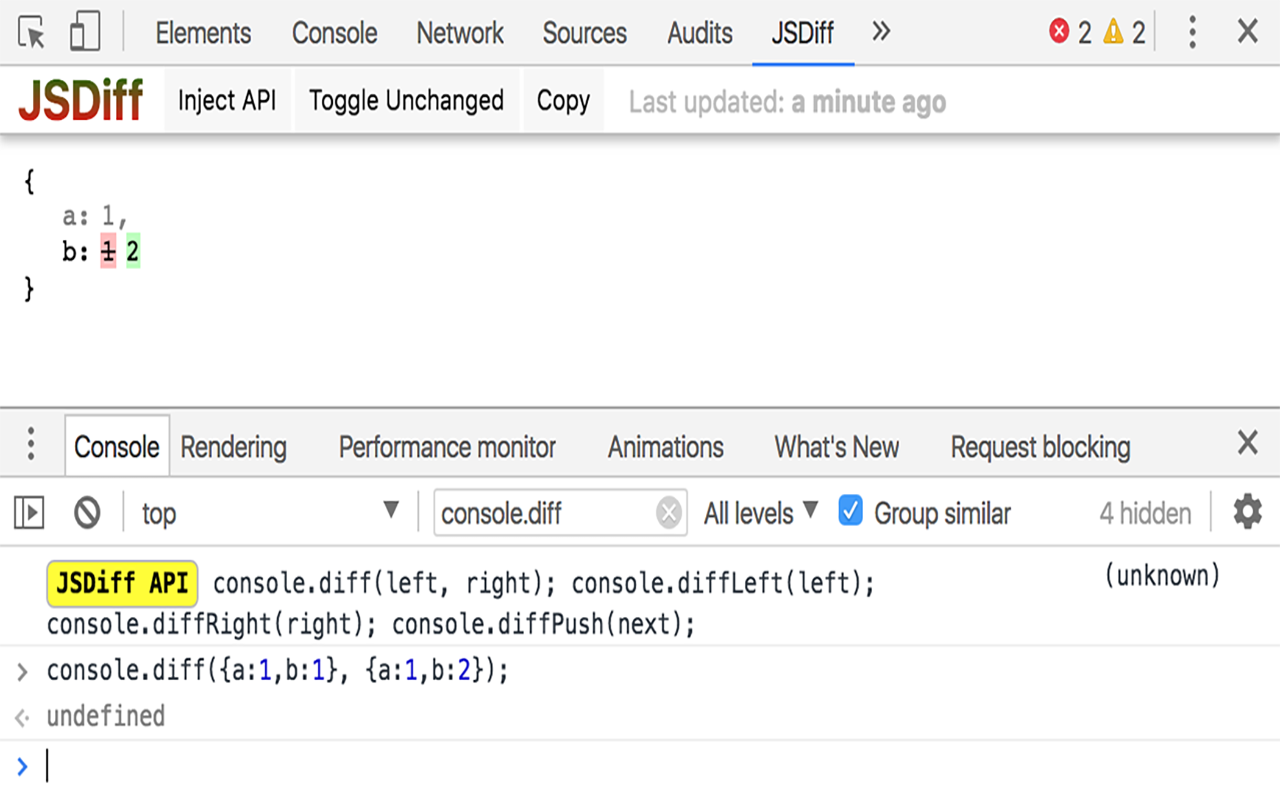 Elements Console Network Sources Audits JSDiff » 2 2
JSDiff Inject API Toggle Unchanged Copy Last updated: a minute ago
{
a: 1,
b: 1 2
}
Console Rendering Performance monitor Animations What's New Request blocking
top console.diff All levels Group similar 4 hidden
JSDiff API console.diff(left, right); console.diffLeft(left); (unknown)
console.diffRight(right); console.diffPush(next);
console.diff({a:1,b:1}, {a:1,b:2});
undefined